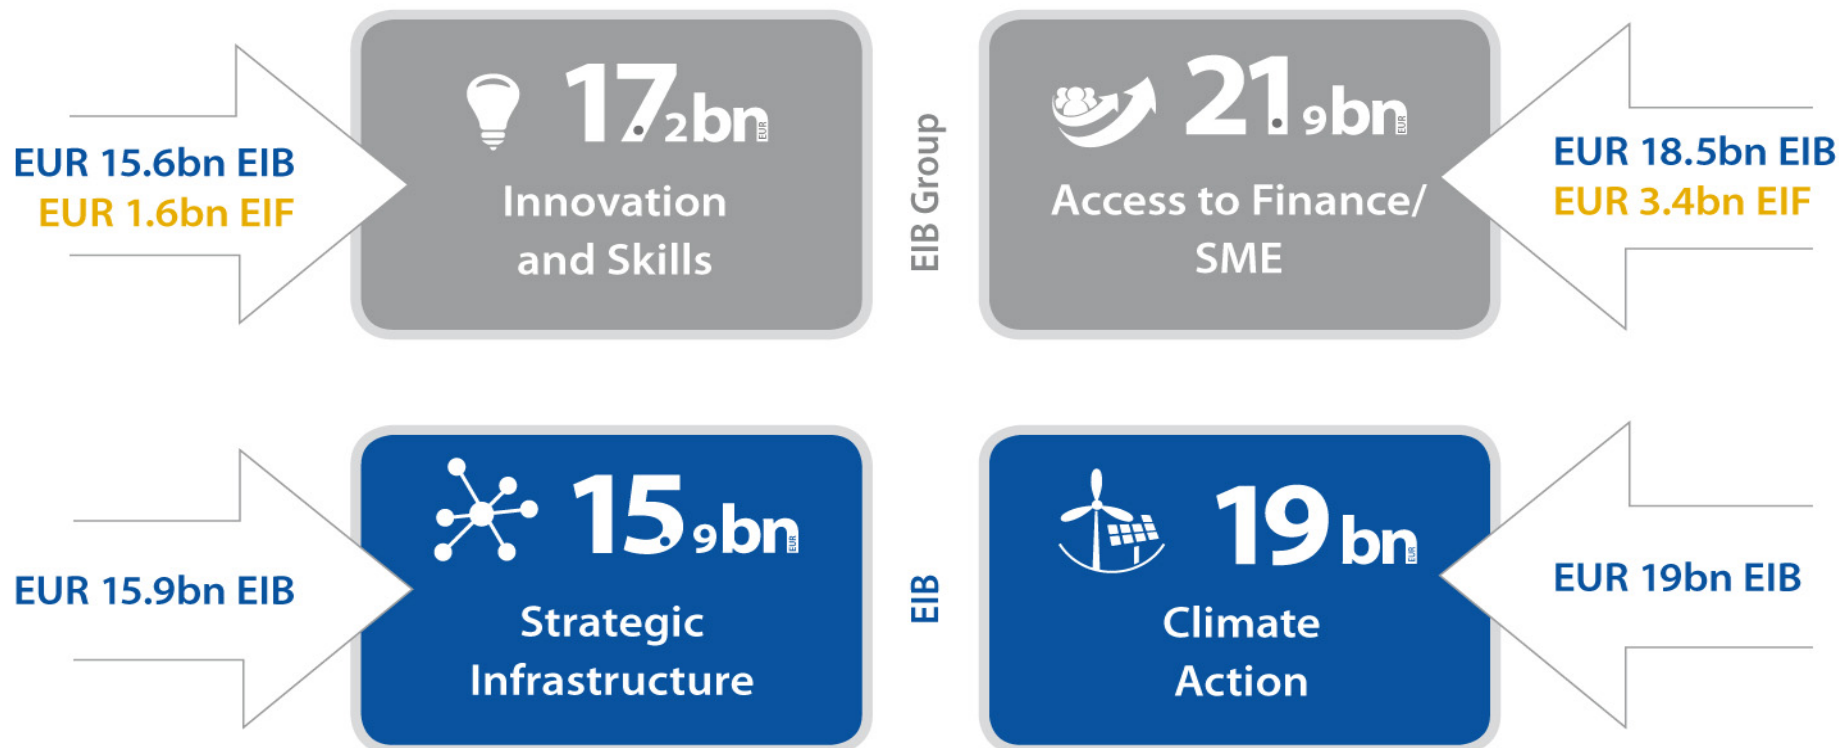 EUR 15.6bn EIB
EUR 1.6bn EIF
17.2bn EUR
Innovation
and Skills
EIB Group
21.9bn EUR
Access to Finance/
SME
EUR 18.5bn EIB
EUR 3.4bn EIF
EUR 15.9bn EIB
15.9bn EUR
Strategic
Infrastructure
EIB
19bn EUR
Climate
Action
EUR 19bn EIB